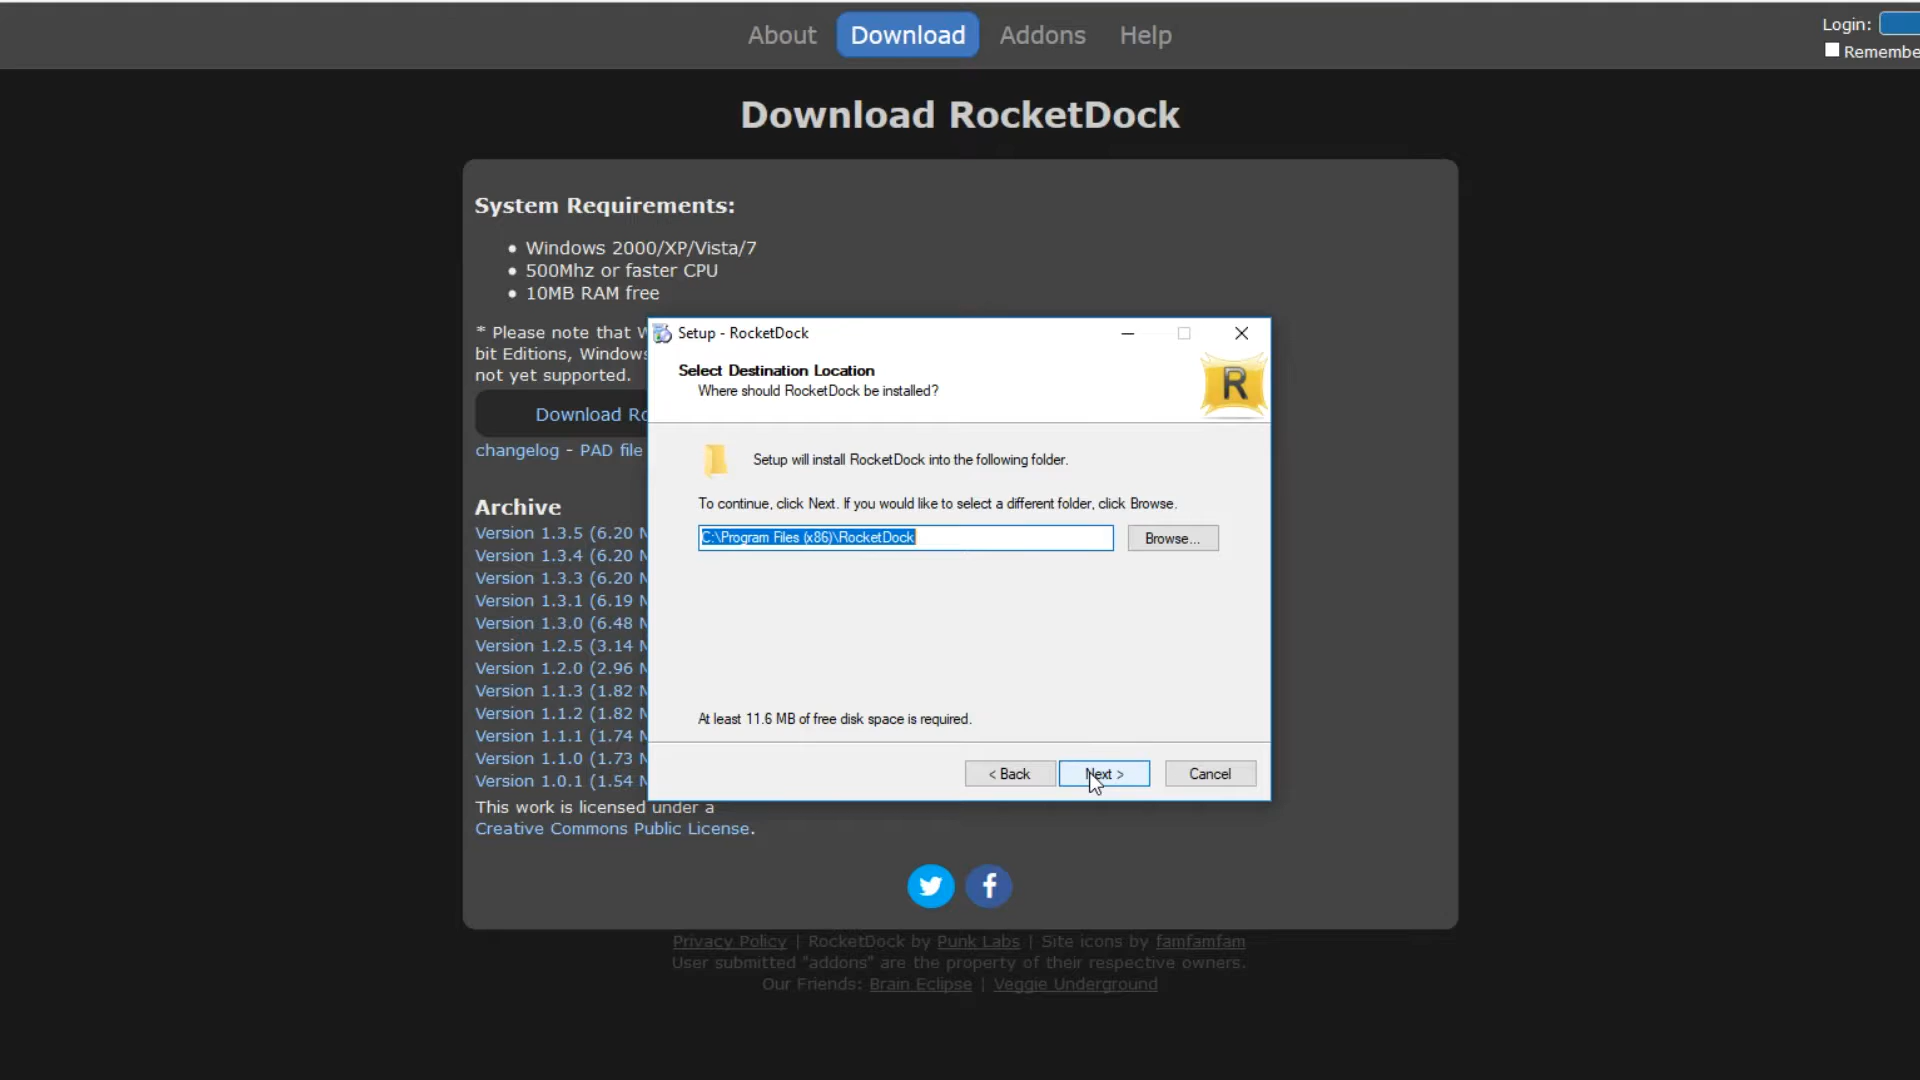 About Download Addons Help
Login:
Remembe
Download RocketDock
System Requirements:
Windows 2000/XP/Vista/7
500Mhz or faster CPU
10MB RAM free
* Please note that W
bit Editions, Windows
not yet supported.
Download Ro
changelog - PAD file
Archive
Version 1.3.5 (6.20 M
Version 1.3.4 (6.20 M
Version 1.3.3 (6.20 M
Version 1.3.1 (6.19 M
Version 1.3.0 (6.48 M
Version 1.2.5 (3.14 M
Version 1.2.0 (2.96 M
Version 1.1.3 (1.82 M
Version 1.1.2 (1.82 M
Version 1.1.1 (1.74 M
Version 1.1.0 (1.73 M
Version 1.0.1 (1.54 M
This work is licensed under a
Creative Commons Public License.
Setup - RocketDock
Select Destination Location
Where should RocketDock be installed?
R
Setup will install RocketDock into the following folder.
To continue, click Next. If you would like to select a different folder, click Browse.
C:\Program Files (x86)\RocketDock
Browse...
At least 11.6 MB of free disk space is required.
< Back Next > Cancel
Privacy Policy | RocketDock by Punk Labs | Site icons by famfamfam
User submitted "addons" are the property of their respective owners.
Our Friends: Brain Eclipse | Veggie Underground